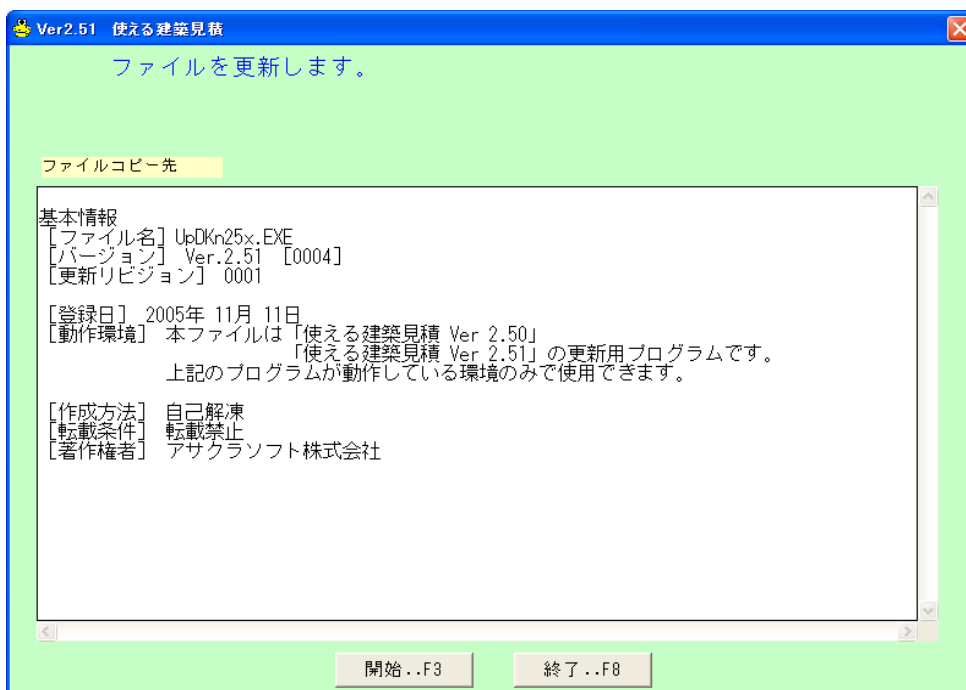 Ver2.51 使える建築見積
ファイルを更新します。
ファイルコピー先
基本情報
［ファイル名］UpDKn25x.EXE
［バージョン］ Ver.2.51 ［0004］
［更新リビジョン］ 0001
［登録日］ 2005年 11月 11日
［動作環境］ 本ファイルは「使える建築見積 Ver 2.50」
「使える建築見積 Ver 2.51」の更新用プログラムです。
上記のプログラムが動作している環境のみで使用できます。
［作成方法］ 自己解凍
［転載条件］ 転載禁止
［著作権者］ アサクラソフト株式会社
開始..F3
終了..F8